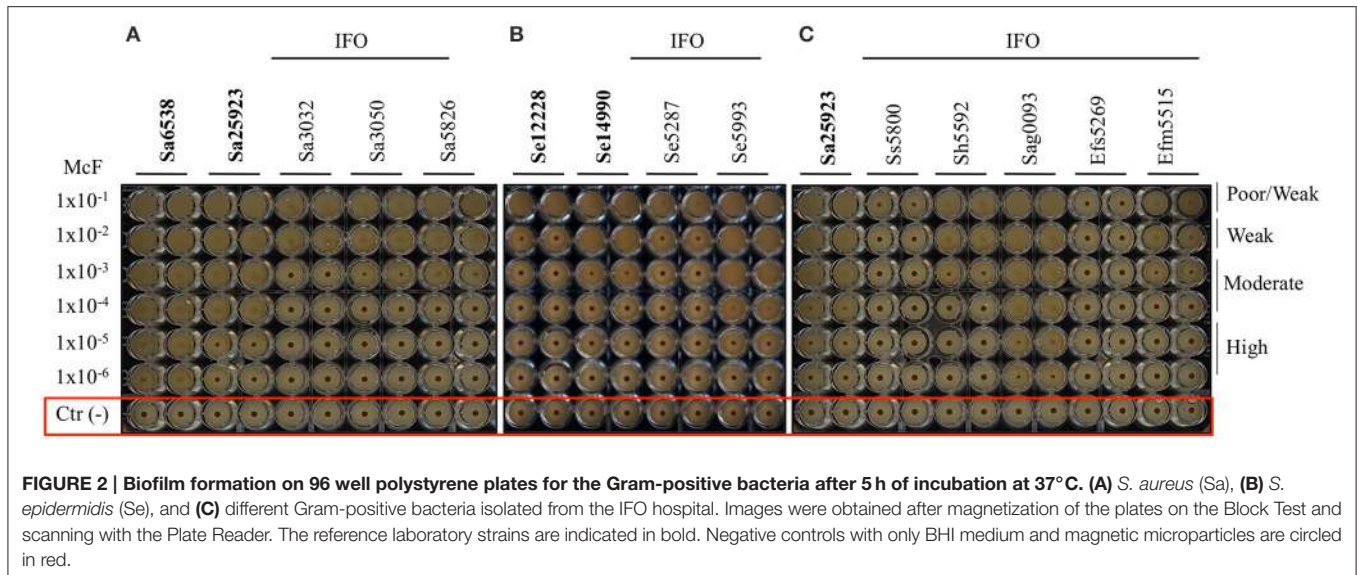 A B C
IFO IFO IFO
Sa6538 Sa25923 Sa3032 Sa3050 Sa5826 Se12228 Se14990 Se5287 Se5993 Sa25923 Ss5800 Sh5592 Sag0093 Efs5269 Efm5515
McF
1x10⁻¹ Poor/Weak
1x10⁻² Weak
1x10⁻³ Moderate
1x10⁻⁴
1x10⁻⁵ High
1x10⁻⁶
Ctr (-)
FIGURE 2 | Biofilm formation on 96 well polystyrene plates for the Gram-positive bacteria after 5 h of incubation at 37°C. (A) S. aureus (Sa), (B) S.
epidermidis (Se), and (C) different Gram-positive bacteria isolated from the IFO hospital. Images were obtained after magnetization of the plates on the Block Test and
scanning with the Plate Reader. The reference laboratory strains are indicated in bold. Negative controls with only BHI medium and magnetic microparticles are circled
in red.